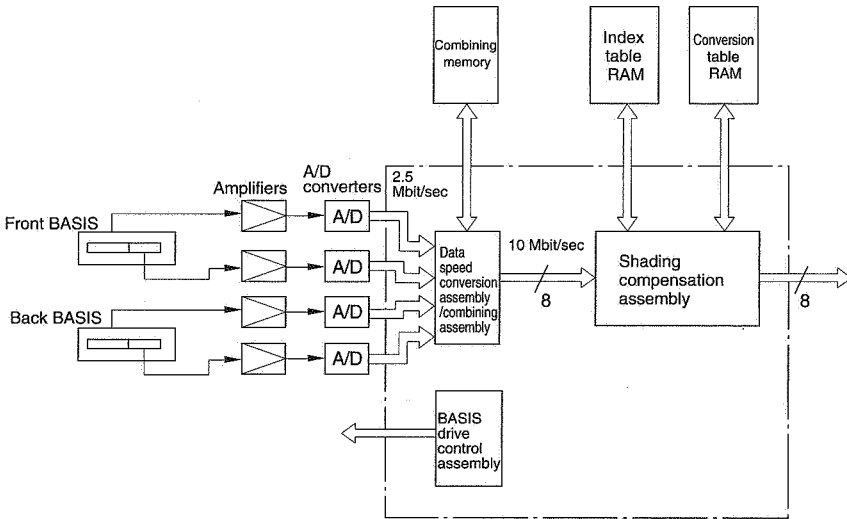 Combining
memory
Index
table
RAM
Conversion
table
RAM
Amplifiers
A/D
converters
2.5
Mbit/sec
Front BASIS
A/D
A/D
Back BASIS
A/D
A/D
Data
speed
conversion
assembly
/combining
assembly
10 Mbit/sec
8
Shading
compensation
assembly
8
BASIS
drive
control
assembly